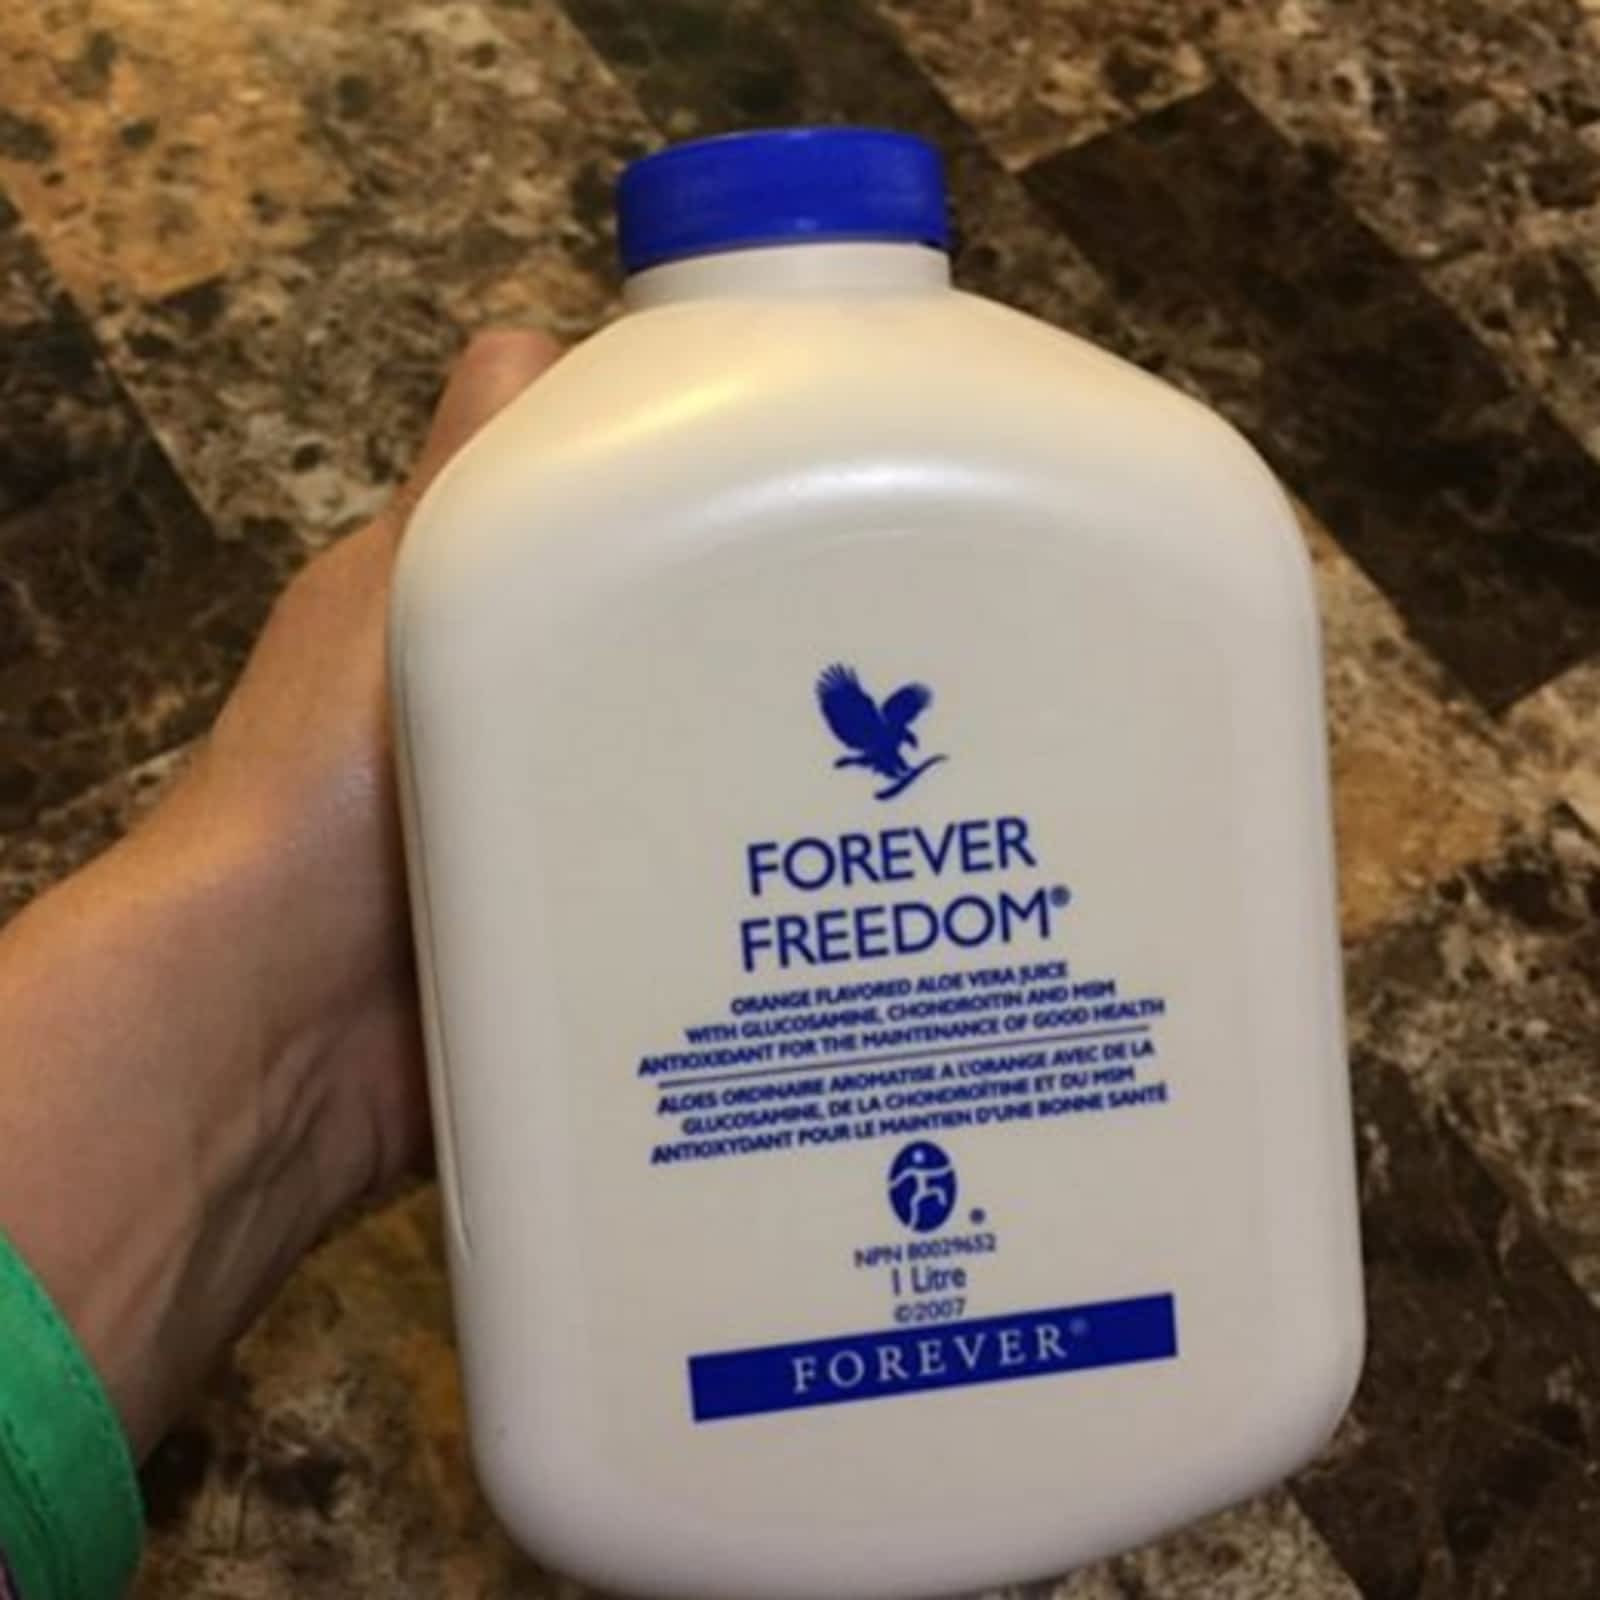 FOREVER
FREEDOM®
ORANGE FLAVORED ALOE VERA JUICE
WITH GLUCOSAMINE, CHONDROITIN AND MSM
ANTIOXIDANT FOR THE MAINTENANCE OF GOOD HEALTH
ALOES ORDINAIRE AROMATISE A L'ORANGE AVEC DE LA
GLUCOSAMINE, DE LA CHONDROÏTINE ET DU MSM
ANTIOXYDANT POUR LE MAINTIEN D'UNE BONNE SANTÉ
®
NPN 80029652
1 Litre
©2007
FOREVER®